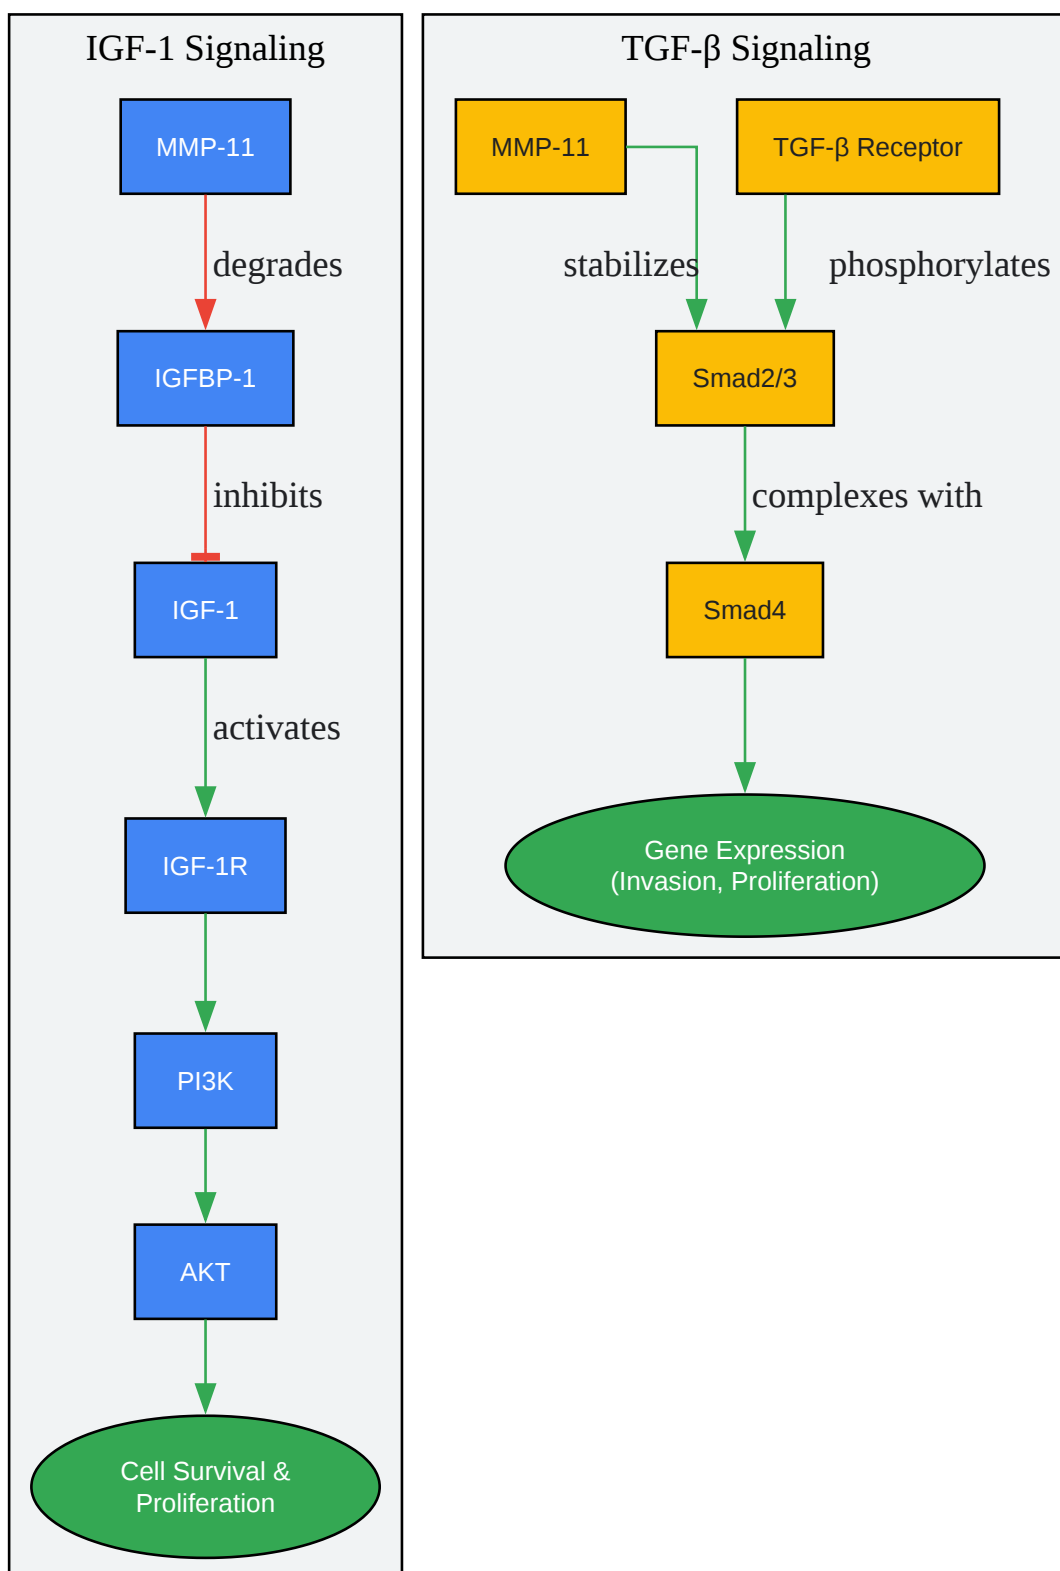 IGF-1 Signaling
MMP-11
degrades
IGFBP-1
inhibits
IGF-1
activates
IGF-1R
PI3K
AKT
Cell Survival &
Proliferation
TGF-β Signaling
MMP-11
TGF-β Receptor
stabilizes
phosphorylates
Smad2/3
complexes with
Smad4
Gene Expression
(Invasion, Proliferation)